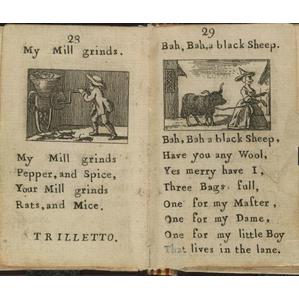 28
My Mill grinds.
My Mill grinds
Pepper, and Spice,
Your Mill grinds
Rats, and Mice.
TRILLETTO.
29
Bah, Bah, a black Sheep.
Bah, Bah a black Sheep,
Have you any Wool,
Yes merry have I,
Three Bags full,
One for my Maſter,
One for my Dame,
One for my little Boy
That lives in the lane.